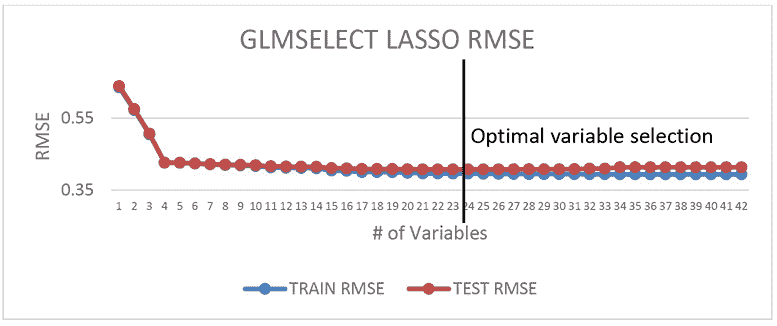 GLMSELECT LASSO RMSE
RMSE
0.55
0.35
Optimal variable selection
1 2 3 4 5 6 7 8 9 10 11 12 13 14 15 16 17 18 19 20 21 22 23 24 25 26 27 28 29 30 31 32 33 34 35 36 37 38 39 40 41 42
# of Variables
TRAIN RMSE TEST RMSE